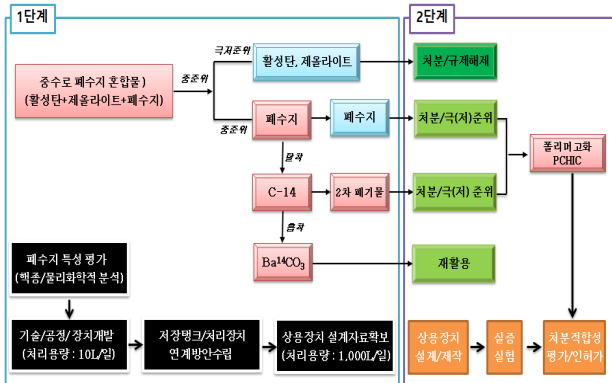 1단계
2단계
중수로 폐수지 혼합물)
(활성탄+제올라이트+폐수지)
중준위
극저준위
중준위
활성탄, 제올라이트
처분/규제해제
폐수지
폐수지
처분/극(저)준위
탈착
C-14
2차 폐기물
처분/극(저) 준위
폴리머고화
PCHIC
흡착
Ba¹⁴CO₃
재활용
폐수지 특성 평가
(핵종/물리화학적 분석)
기술/공정/장치개발
(처리용량 : 10L/일)
저장탱크/처리장치
연계방안수립
상용장치 설계자료확보
(처리용량 : 1,000L/일)
상용장치
설계/제작
실증
실험
처분적합성
평가/인허가